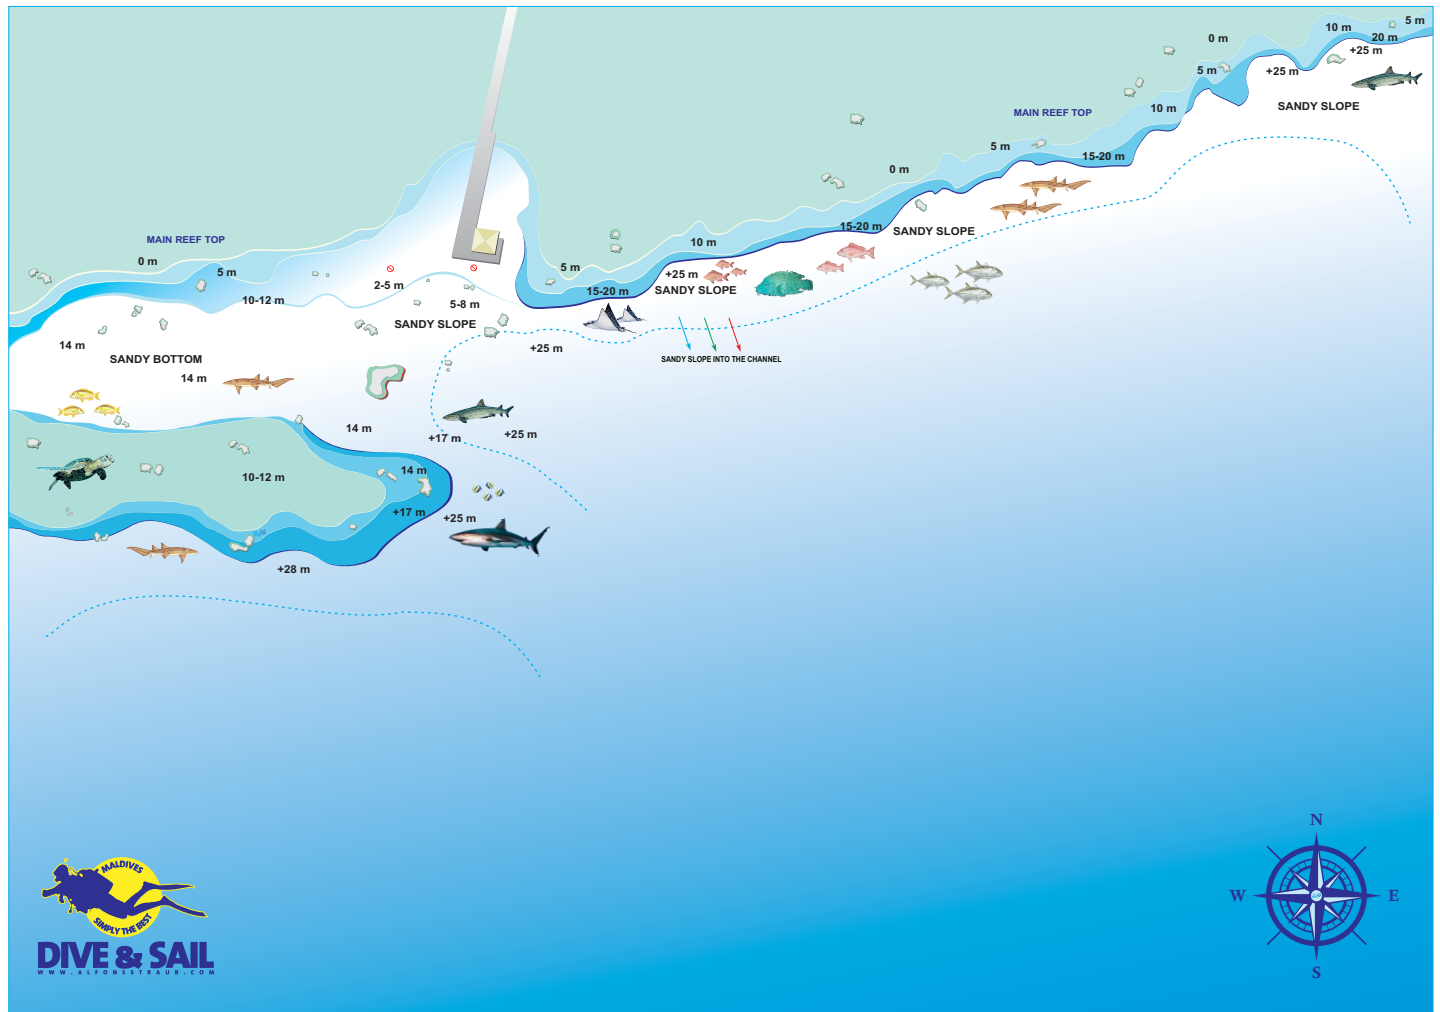 5 m
10 m
0 m
20 m
+25 m
5 m
+25 m
SANDY SLOPE
10 m
MAIN REEF TOP
5 m
15-20 m
0 m
15-20 m
SANDY SLOPE
MAIN REEF TOP
10 m
0 m
5 m
5 m
+25 m
2-5 m
SANDY SLOPE
15-20 m
10-12 m
5-8 m
SANDY SLOPE
14 m
+25 m
SANDY BOTTOM
SANDY SLOPE INTO THE CHANNEL
14 m
14 m
+17 m
+25 m
14 m
10-12 m
+17 m
+25 m
+28 m
N
W
E
S
MALDIVES
SIMPLY THE BEST
DIVE & SAIL
WWW.ALFONSSTRAUB.COM